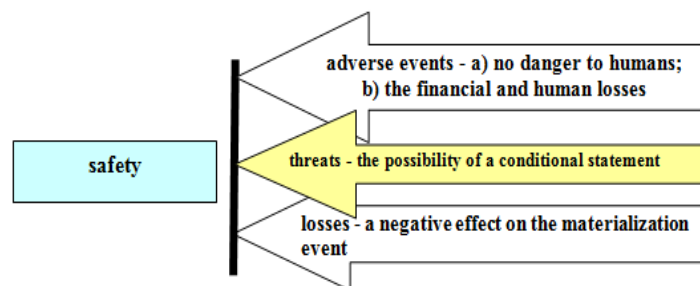 adverse events - a) no danger to humans;
b) the financial and human losses
safety
threats - the possibility of a conditional statement
losses - a negative effect on the materialization
event